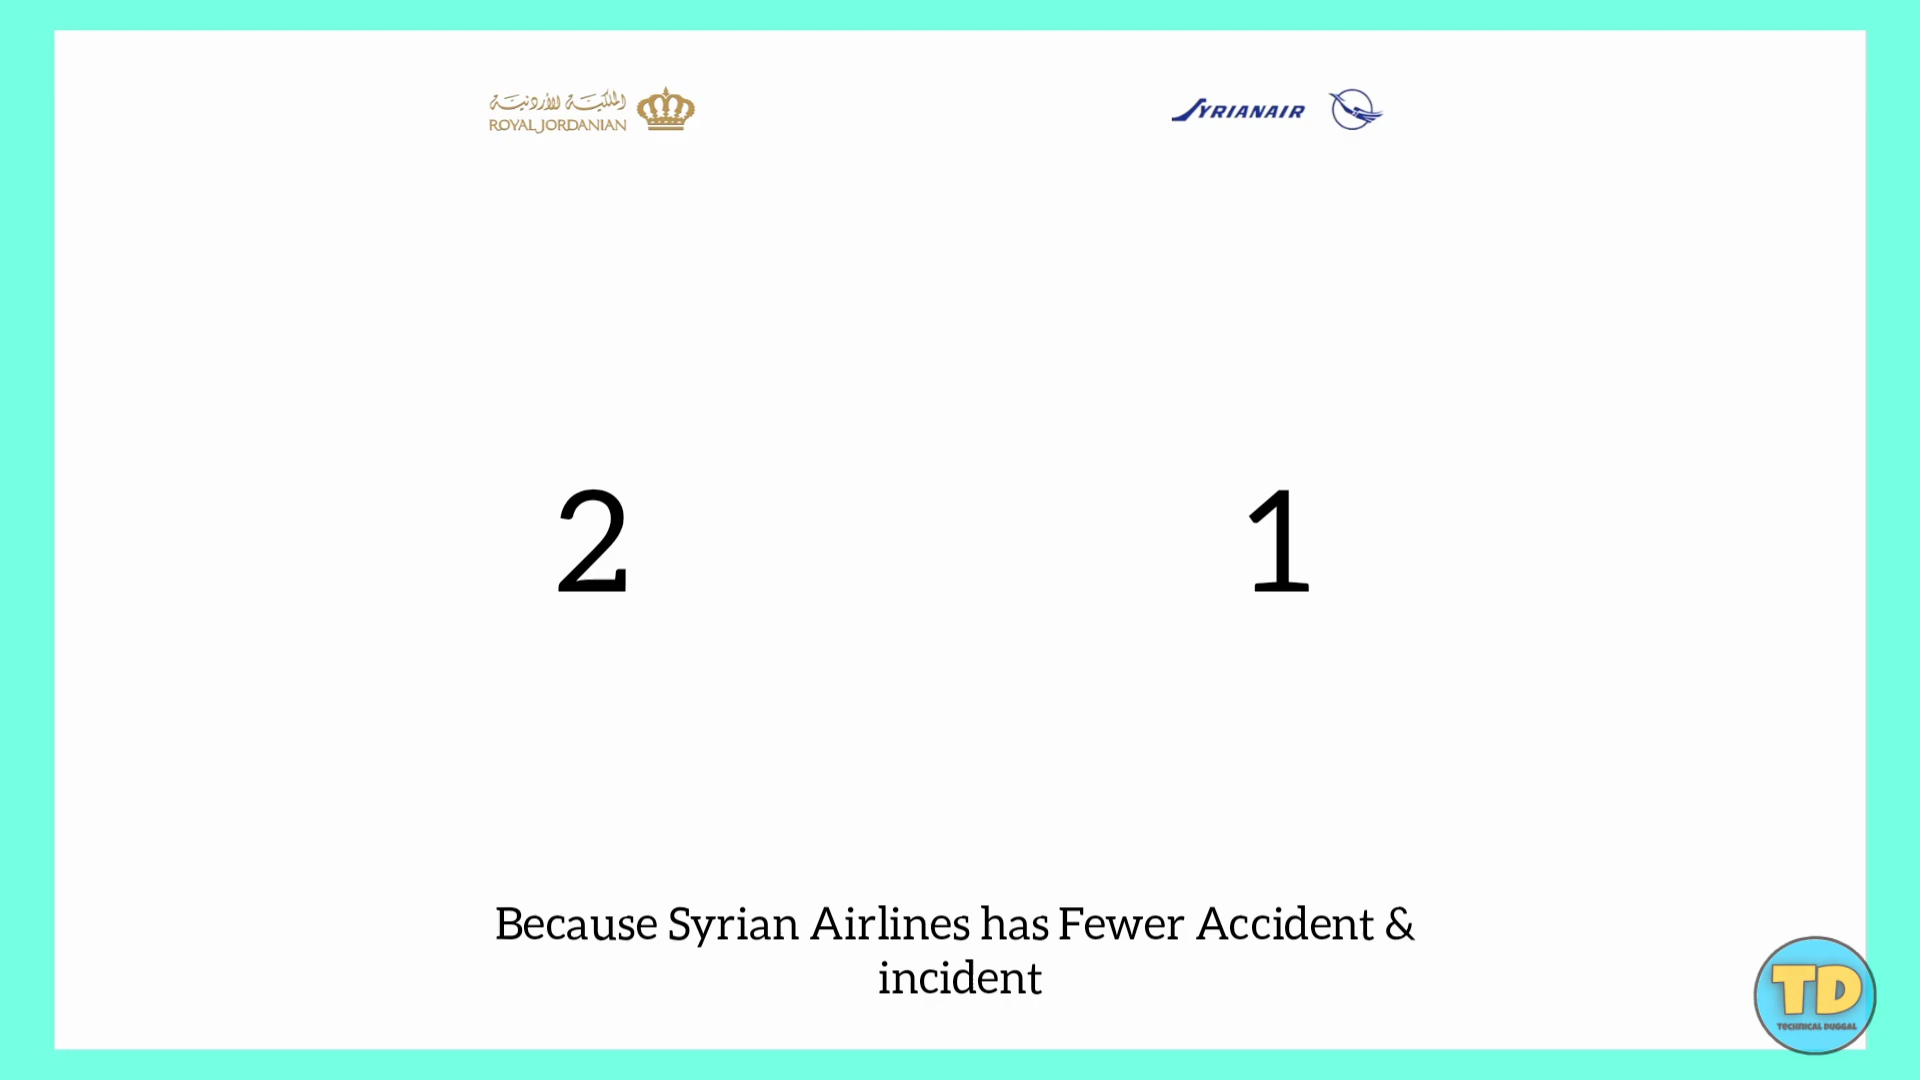 الملكية الأردنية
ROYAL JORDANIAN
SYRIANAIR
2
1
Because Syrian Airlines has Fewer Accident &
incident
TD
TECHNICAL DUGGAL